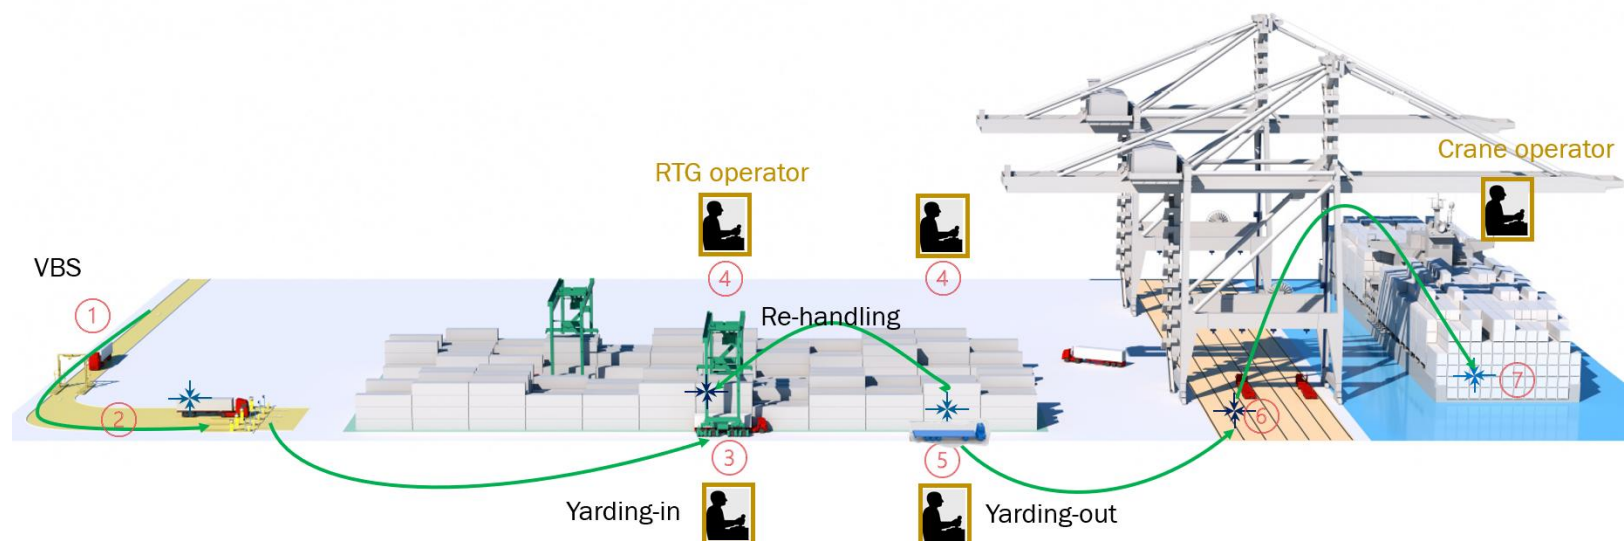 Crane operator
RTG operator
VBS
4
4
1
Re-handling
7
2
6
3
5
Yarding-in
Yarding-out